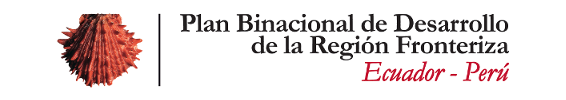 Plan Binacional de Desarrollo
de la Región Fronteriza
Ecuador - Perú